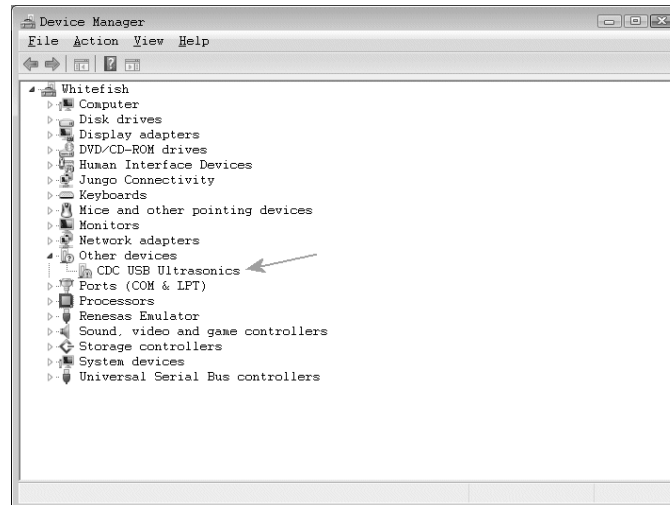 Device Manager
File Action View Help
Whitefish
Computer
Disk drives
Display adapters
DVD/CD-ROM drives
Human Interface Devices
Jungo Connectivity
Keyboards
Mice and other pointing devices
Monitors
Network adapters
Other devices
CDC USB Ultrasonics
Ports (COM & LPT)
Processors
Renesas Emulator
Sound, video and game controllers
Storage controllers
System devices
Universal Serial Bus controllers